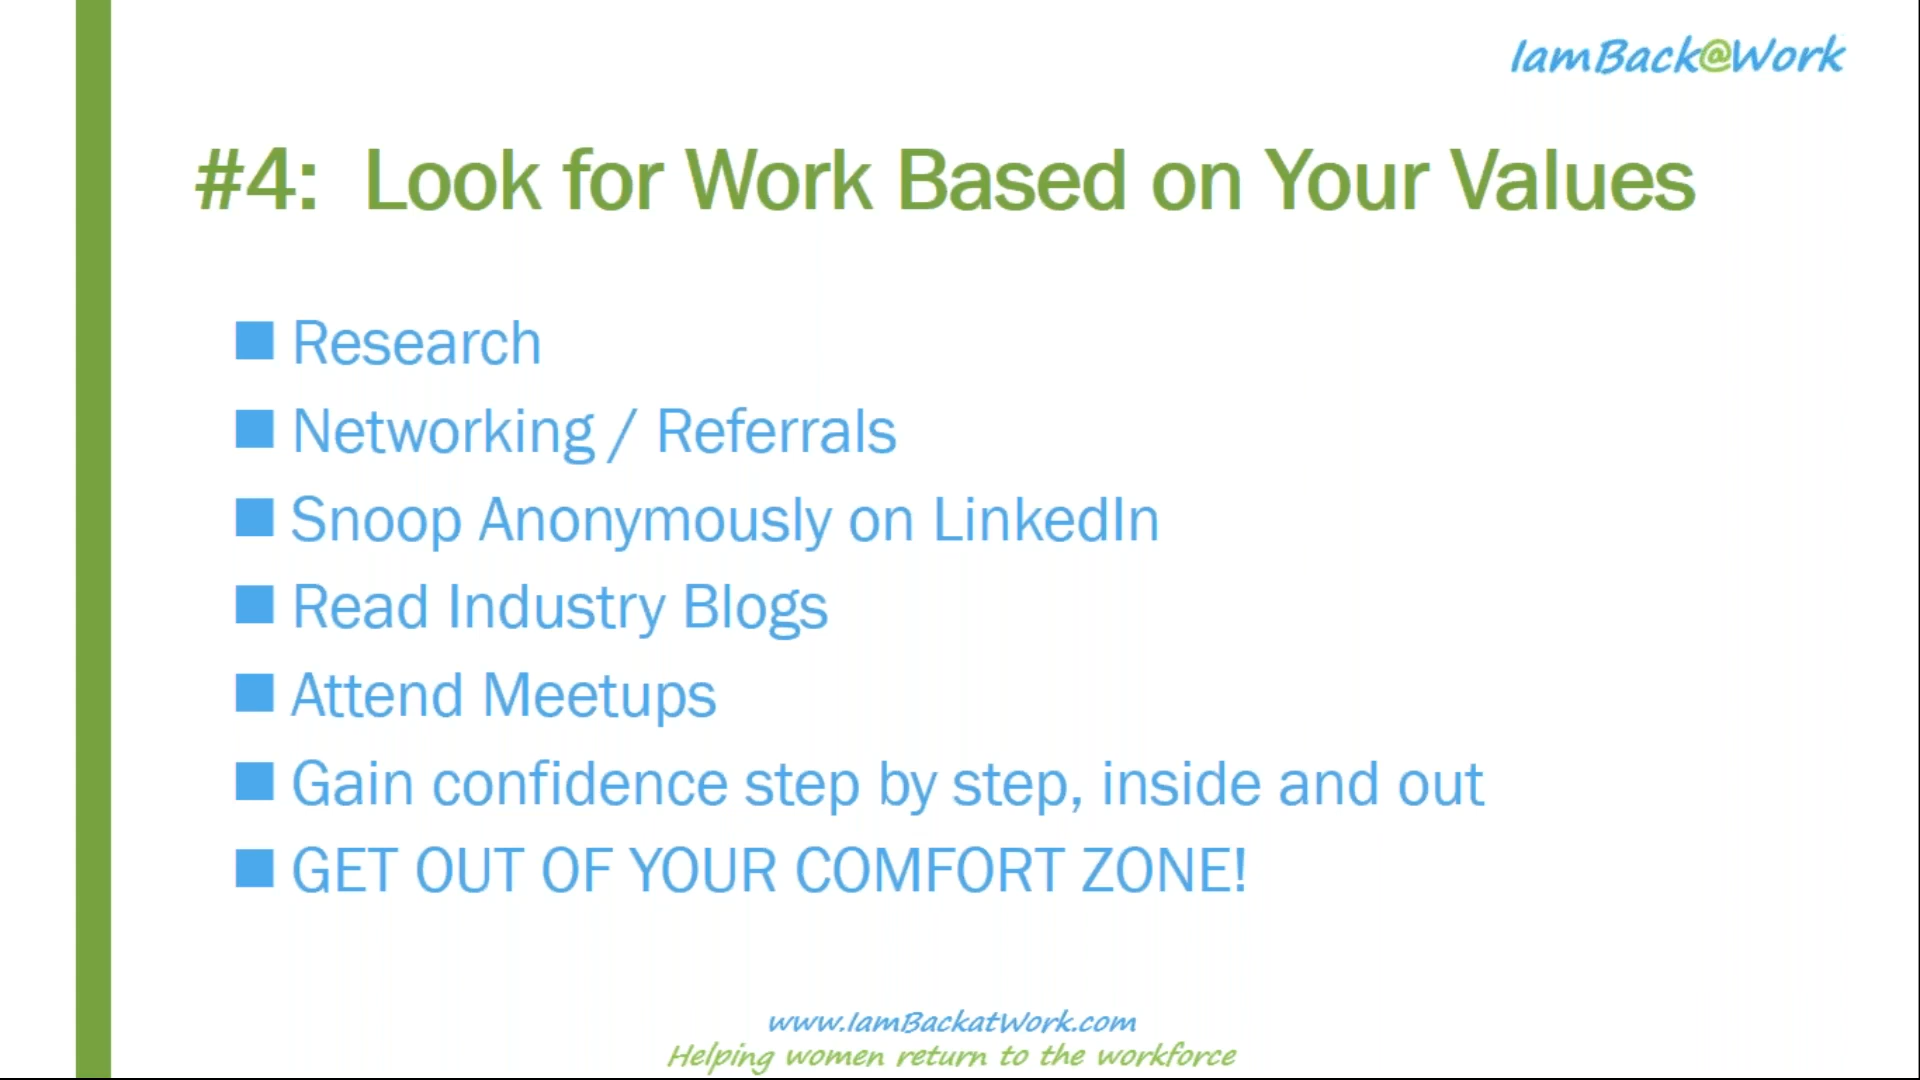 IamBack@Work
#4: Look for Work Based on Your Values
Research
Networking / Referrals
Snoop Anonymously on LinkedIn
Read Industry Blogs
Attend Meetups
Gain confidence step by step, inside and out
GET OUT OF YOUR COMFORT ZONE!
www.IamBackatWork.com
Helping women return to the workforce